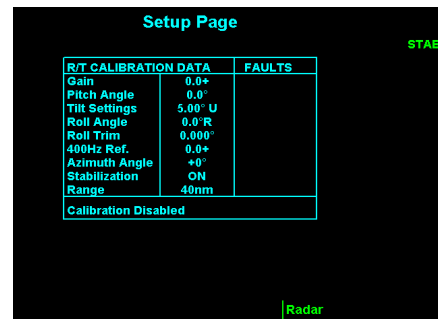 Setup Page
STAB
R/T CALIBRATION DATA FAULTS
Gain 0.0+
Pitch Angle 0.0°
Tilt Settings 5.00° U
Roll Angle 0.0°R
Roll Trim 0.000°
400Hz Ref. 0.0+
Azimuth Angle +0°
Stabilization ON
Range 40nm
Calibration Disabled
Radar